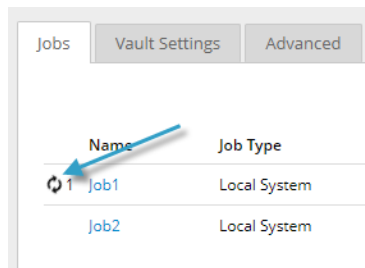 Jobs Vault Settings Advanced
Name Job Type
1 Job1 Local System
Job2 Local System